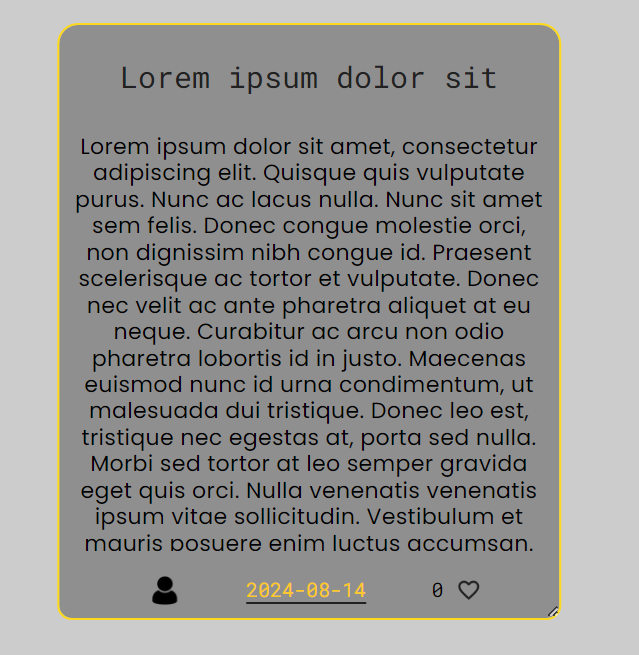 Lorem ipsum dolor sit
Lorem ipsum dolor sit amet, consectetur
adipiscing elit. Quisque quis vulputate
purus. Nunc ac lacus nulla. Nunc sit amet
sem felis. Donec congue molestie orci,
non dignissim nibh congue id. Praesent
scelerisque ac tortor et vulputate. Donec
nec velit ac ante pharetra aliquet at eu
neque. Curabitur ac arcu non odio
pharetra lobortis id in justo. Maecenas
euismod nunc id urna condimentum, ut
malesuada dui tristique. Donec leo est,
tristique nec egestas at, porta sed nulla.
Morbi sed tortor at leo semper gravida
eget quis orci. Nulla venenatis venenatis
ipsum vitae sollicitudin. Vestibulum et
mauris posuere enim luctus accumsan.
2024-08-14 0